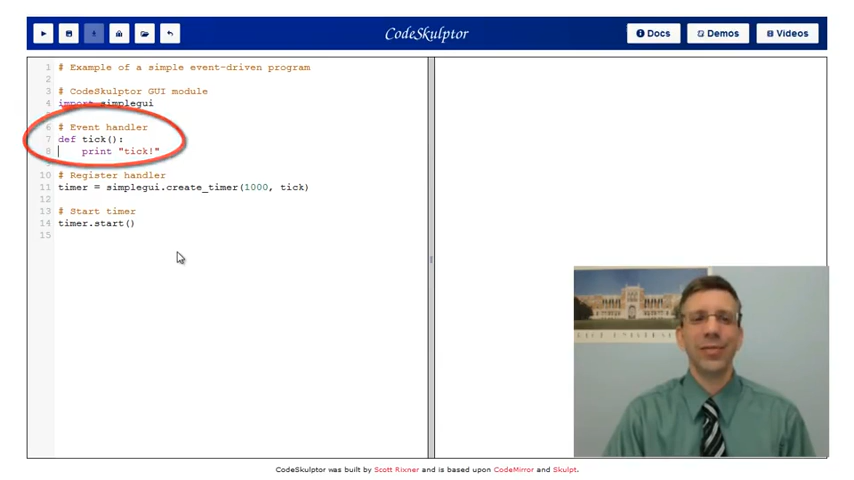 CodeSkulptor
Docs
Demos
Videos
1 # Example of a simple event-driven program
2
3 # CodeSkulptor GUI module
4 import simplegui
5
6 # Event handler
7 def tick():
8 print "tick!"
9
10 # Register handler
11 timer = simplegui.create_timer(1000, tick)
12
13 # Start timer
14 timer.start()
15
CodeSkulptor was built by Scott Rixner and is based upon CodeMirror and Skulpt.